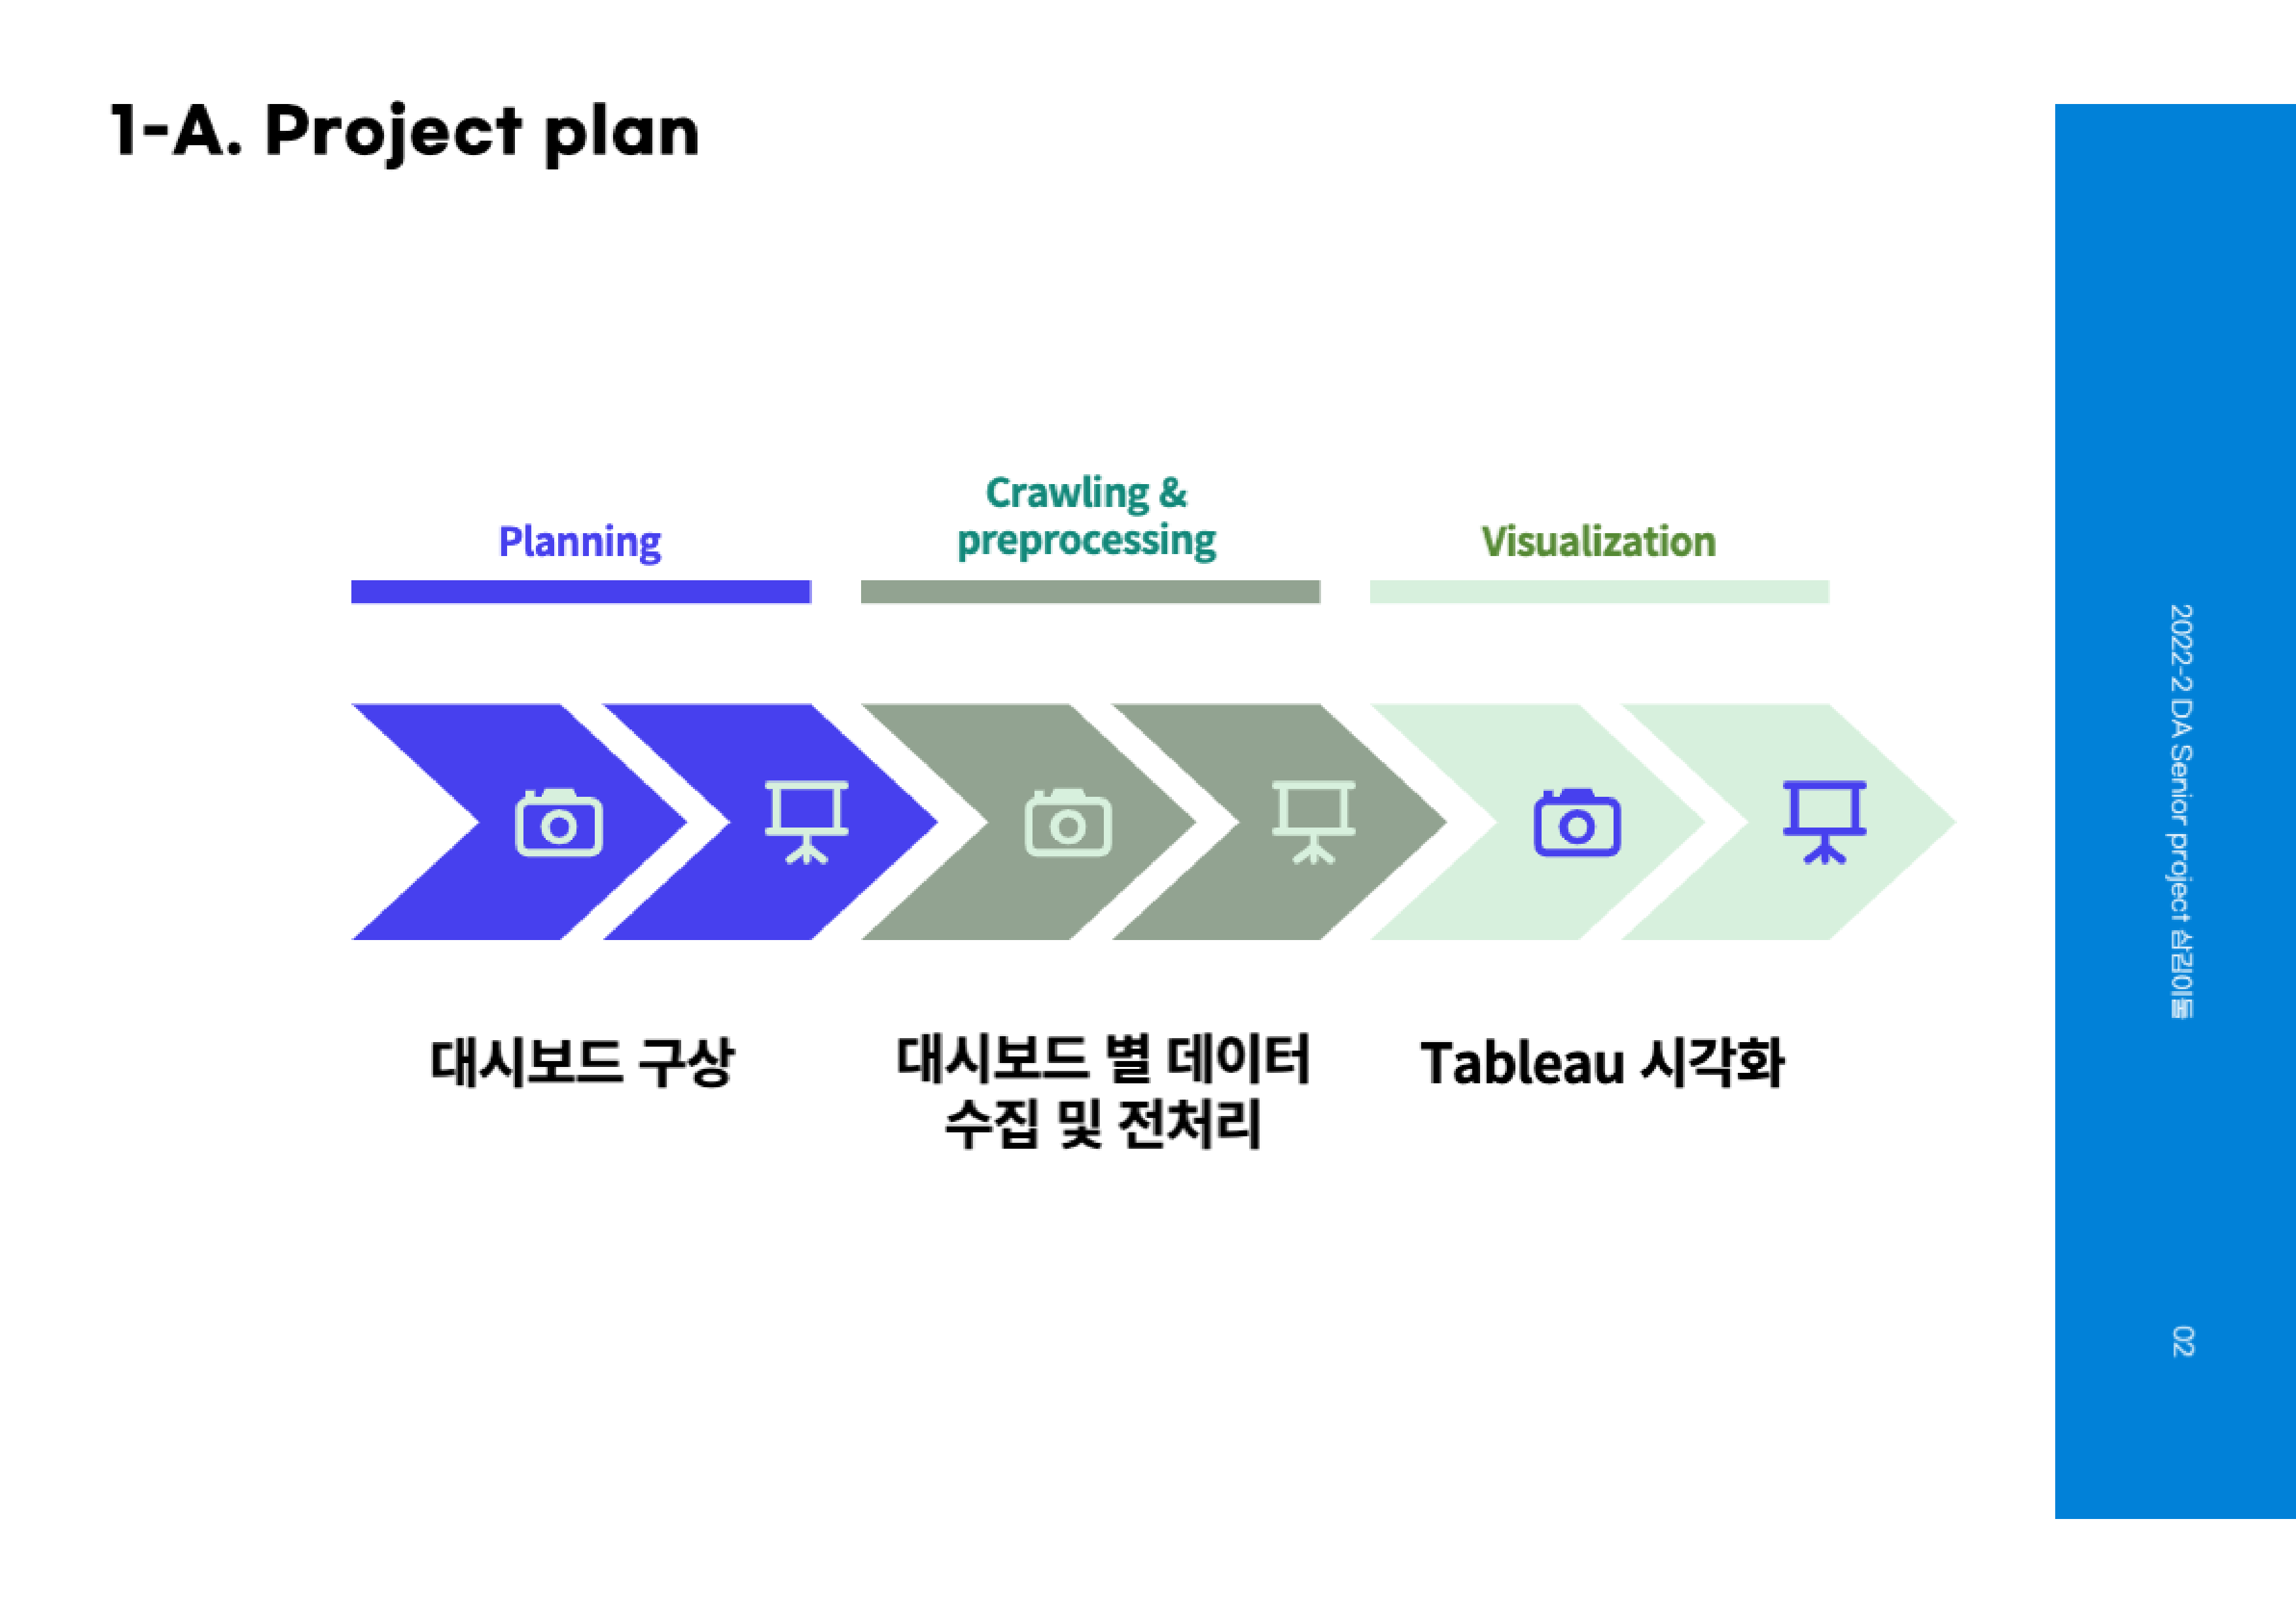 1-A. Project plan
Planning
Crawling &
preprocessing
Visualization
대시보드 구상
대시보드 별 데이터
수집 및 전처리
Tableau 시각화
2022-2 DA Senior project 삼김이돌
02